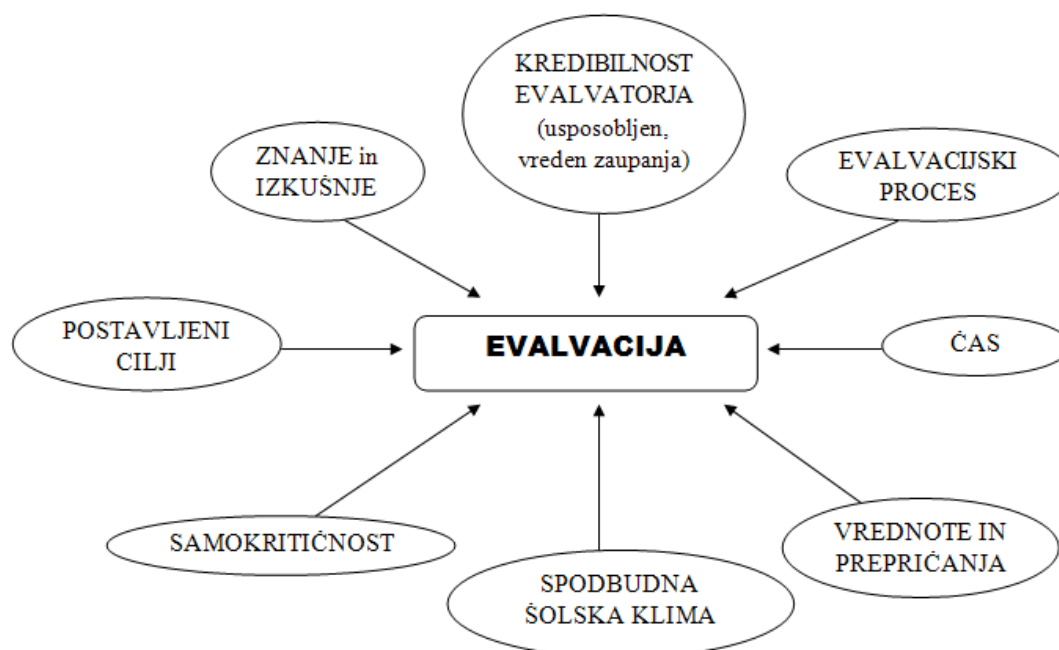 KREDIBILNOST
EVALVATORJA
(usposobljen,
vreden zaupanja)
ZNANJE in
IZKUŠNJE
EVALVACIJSKI
PROCES
POSTAVLJENI
CILJI
EVALVACIJA
ČAS
SAMOKRITIČNOST
SPODBUDNA
ŠOLSKA KLIMA
VREDNOTE IN
PREPRIČANJA